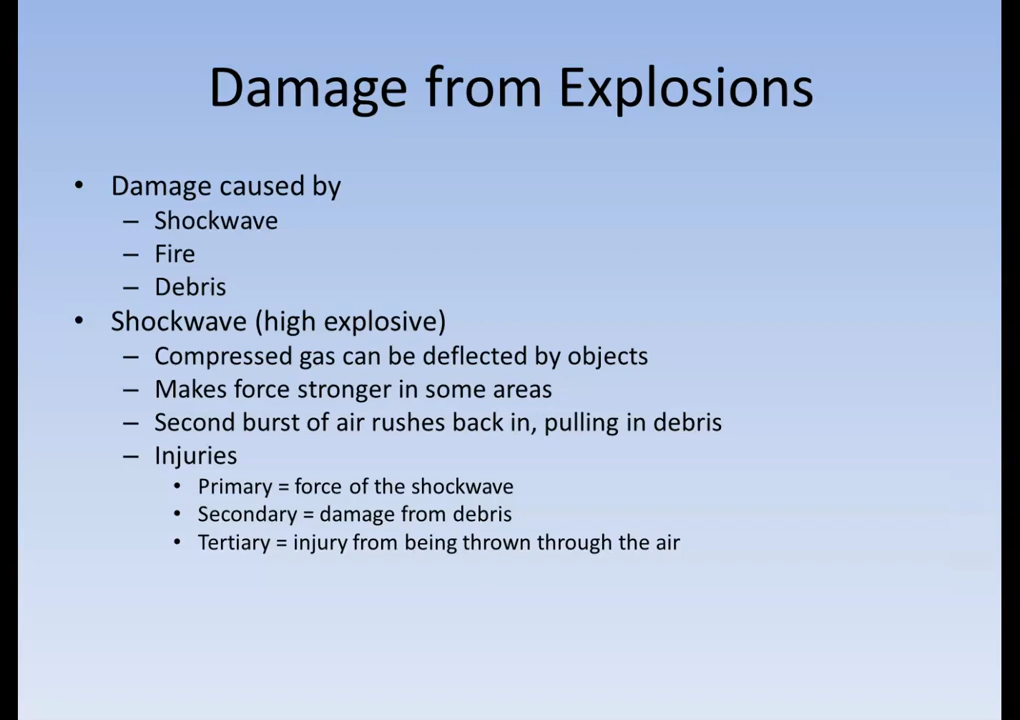 Damage from Explosions
• Damage caused by
– Shockwave
– Fire
– Debris
• Shockwave (high explosive)
– Compressed gas can be deflected by objects
– Makes force stronger in some areas
– Second burst of air rushes back in, pulling in debris
– Injuries
• Primary = force of the shockwave
• Secondary = damage from debris
• Tertiary = injury from being thrown through the air